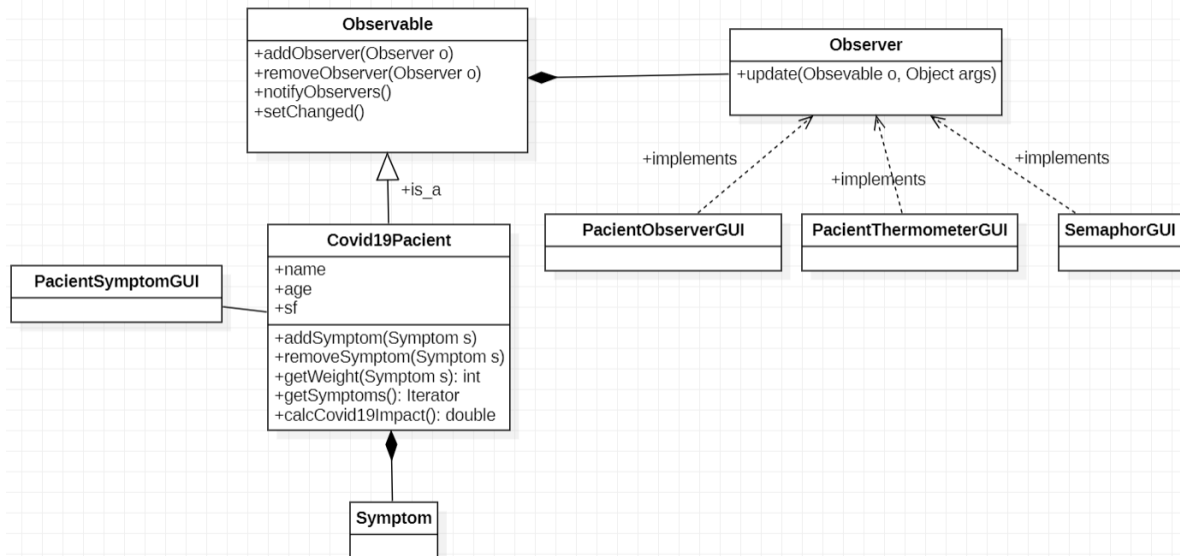 Observable
+addObserver(Observer o)
+removeObserver(Observer o)
+notifyObservers()
+setChanged()
Observer
+update(Obsevable o, Object args)
+implements
+implements
+implements
+is_a
PacientObserverGUI
PacientThermometerGUI
SemaphorGUI
Covid19Pacient
+name
+age
+sf
+addSymptom(Symptom s)
+removeSymptom(Symptom s)
+getWeight(Symptom s): int
+getSymptoms(): Iterator
+calcCovid19Impact(): double
PacientSymptomGUI
Symptom